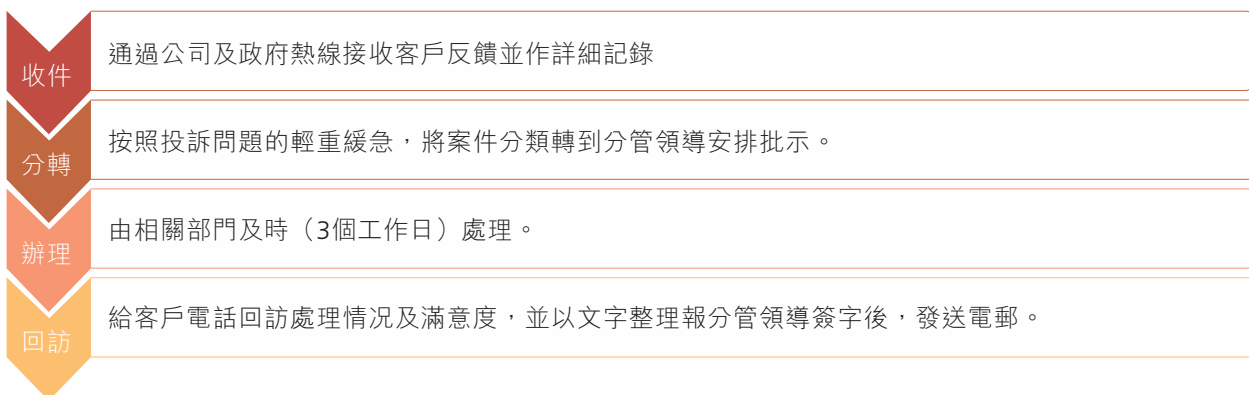 收件
通過公司及政府熱線接收客戶反饋並作詳細記錄
分轉
按照投訴問題的輕重緩急，將案件分類轉到分管領導安排批示。
辦理
由相關部門及時（3個工作日）處理。
回訪
給客戶電話回訪處理情況及滿意度，並以文字整理報分管領導簽字後，發送電郵。